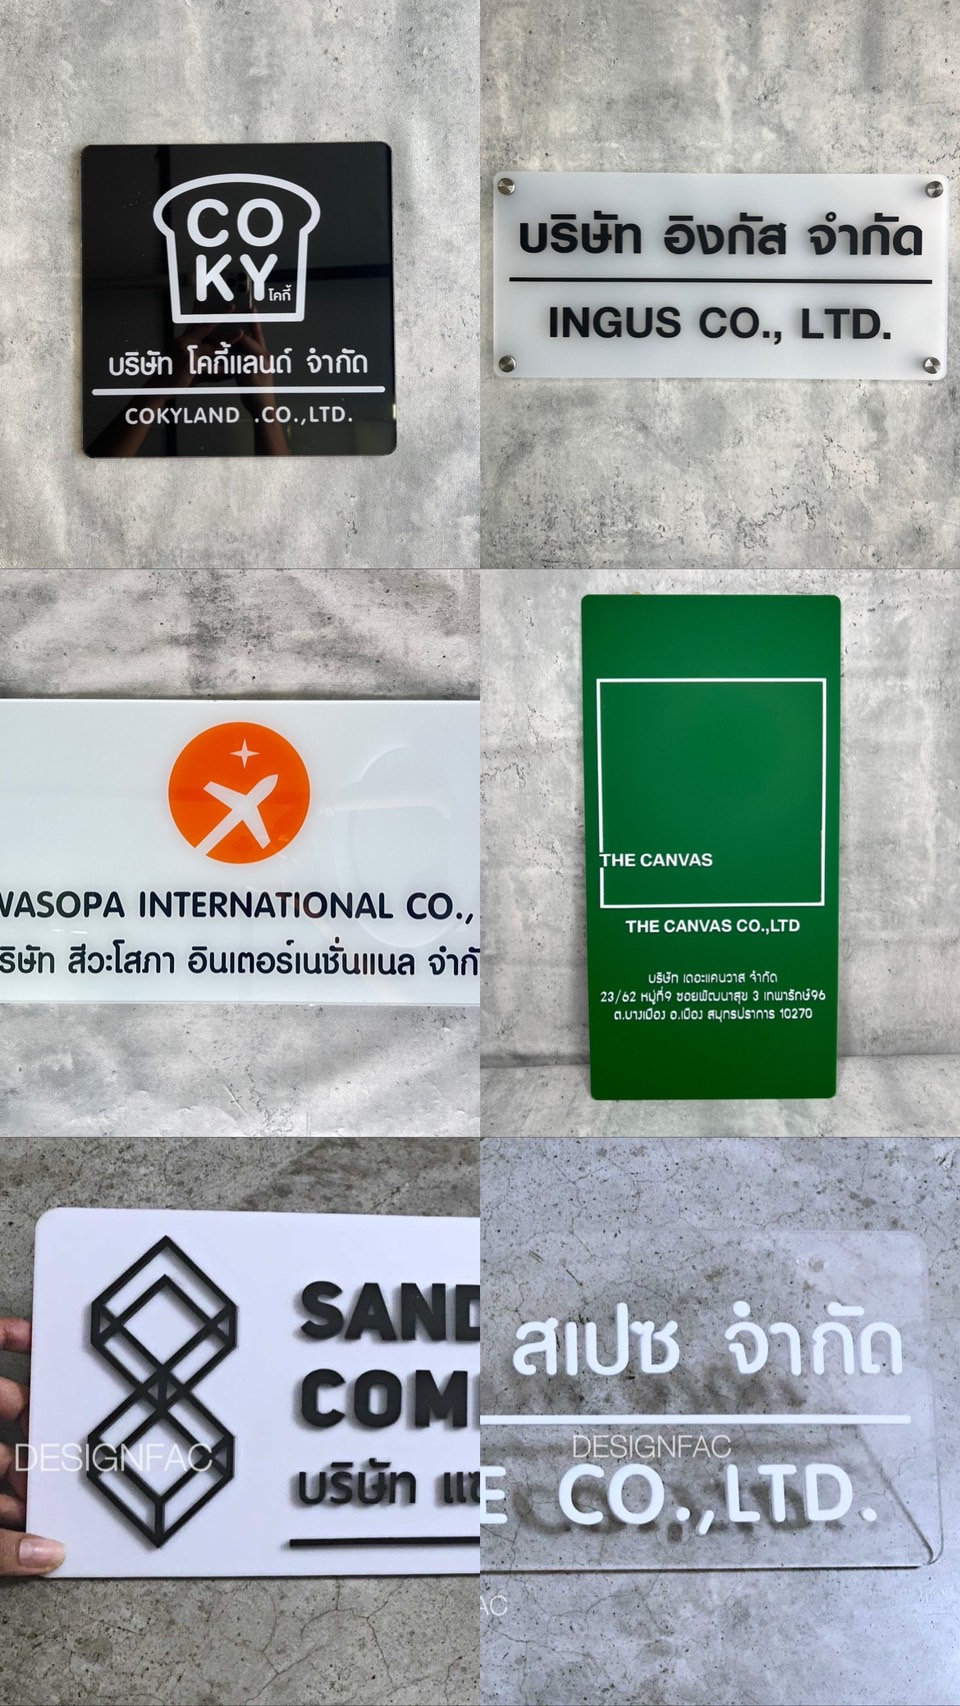 CO
KY
โคกี้
บริษัท โคกี้แลนด์ จำกัด
COKYLAND .CO.,LTD.
บริษัท อิงกัส จำกัด
INGUS CO., LTD.
WASOPA INTERNATIONAL CO.,
ริษัท สีวะโสภา อินเตอร์เนชั่นแนล จำกั
THE CANVAS
THE CANVAS CO.,LTD
บริษัท เดอะแคนวาส จำกัด
23/62 หมู่ที่9 ซอยพัฒนาสุข 3 เทพารักษ์96
ต.บางเมือง อ.เมือง สมุทรปราการ 10270
SAND
COM
บริษัท แซ
DESIGNFAC
สเปซ จำกัด
DESIGNFAC
E CO.,LTD.
AC